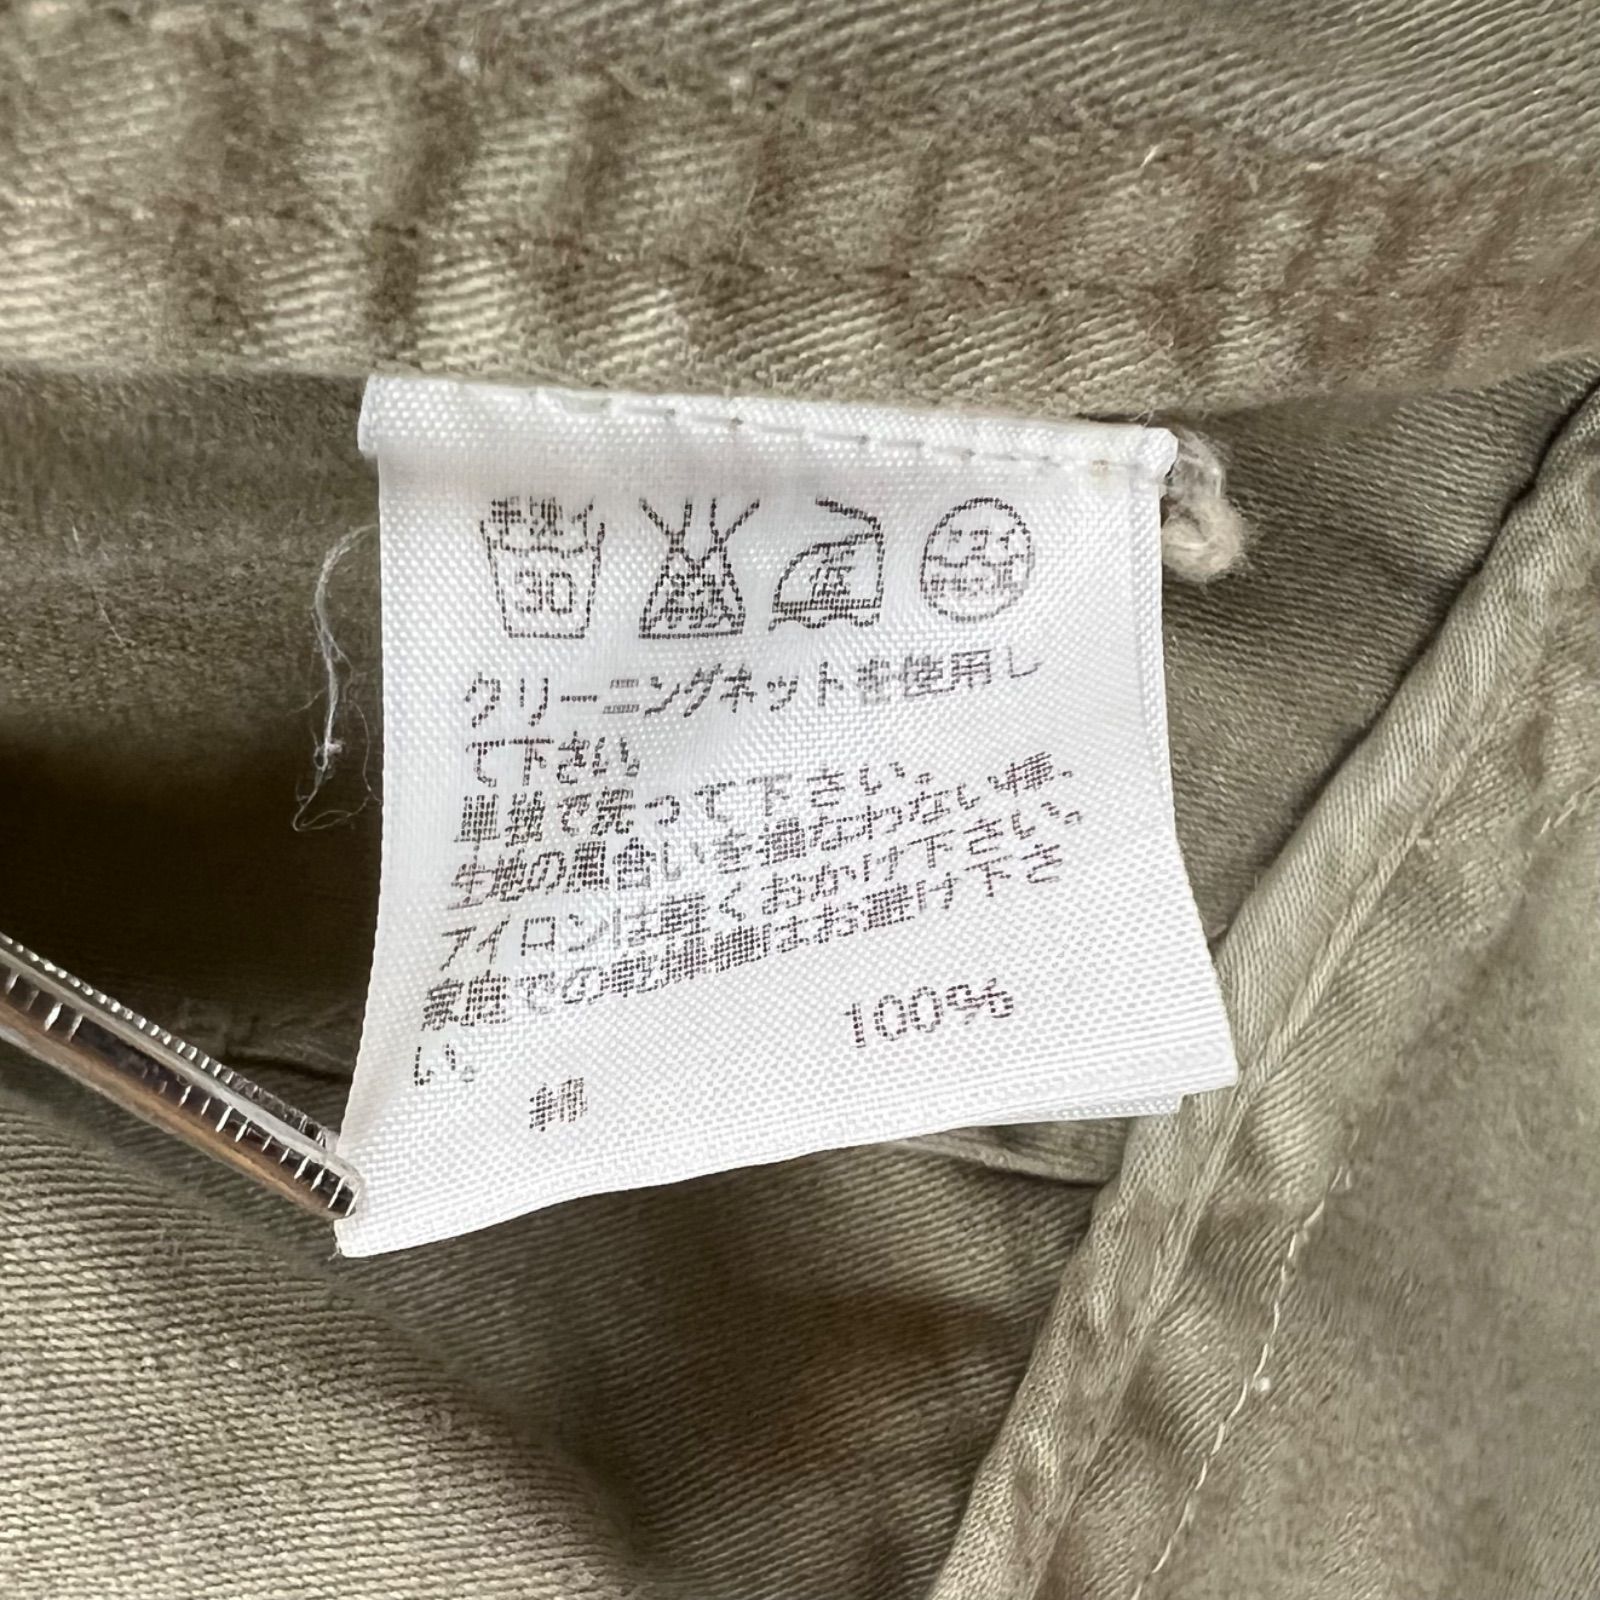 30
クリーニングネットを使用し
て下さい。
単独で洗って下さい。
生地の風合いを損なわない様、
アイロンは軽くおかけ下さい。
家庭での乾燥機はお避け下さ
い。
綿 100%